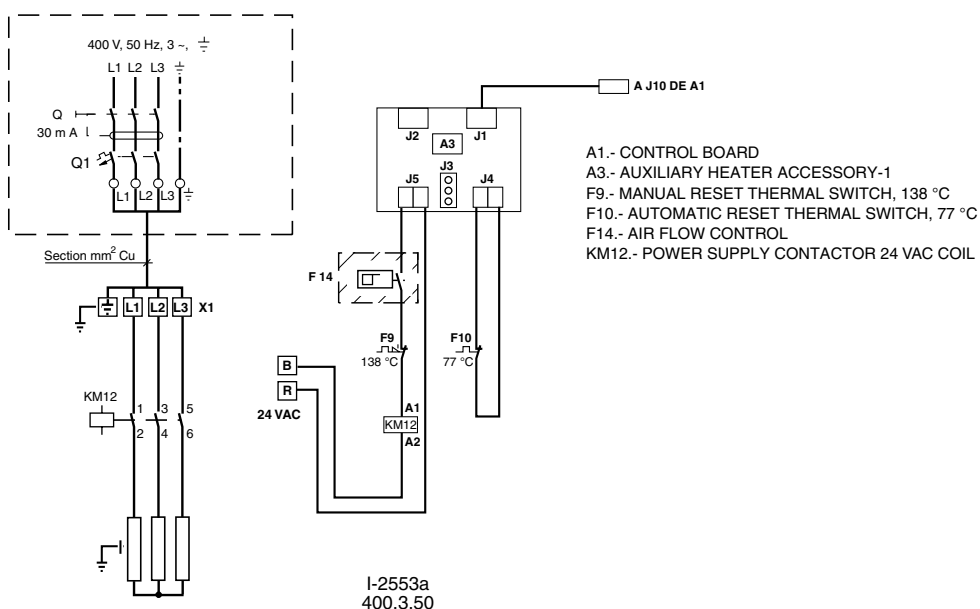 400 V, 50 Hz, 3 ~,
L1 L2 L3
Q
30 m A
Q1
L1 L2 L3
Section mm² Cu
L1 L2 L3 X1
KM12
1 3 5
2 4 6
A J10 DE A1
J2 J1
A3
J3
J5 J4
F 14
F9
138 °C
F10
77 °C
B
R
24 VAC
A1
KM12
A2
A1.- CONTROL BOARD
A3.- AUXILIARY HEATER ACCESSORY-1
F9.- MANUAL RESET THERMAL SWITCH, 138 °C
F10.- AUTOMATIC RESET THERMAL SWITCH, 77 °C
F14.- AIR FLOW CONTROL
KM12.- POWER SUPPLY CONTACTOR 24 VAC COIL
I-2553a
400.3.50